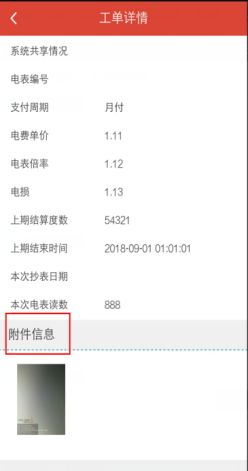 工单详情
系统共享情况
电表编号
支付周期 月付
电费单价 1.11
电表倍率 1.12
电损 1.13
上期结算度数 54321
上期结束时间 2018-09-01 01:01:01
本次抄表日期
本次电表读数 888
附件信息